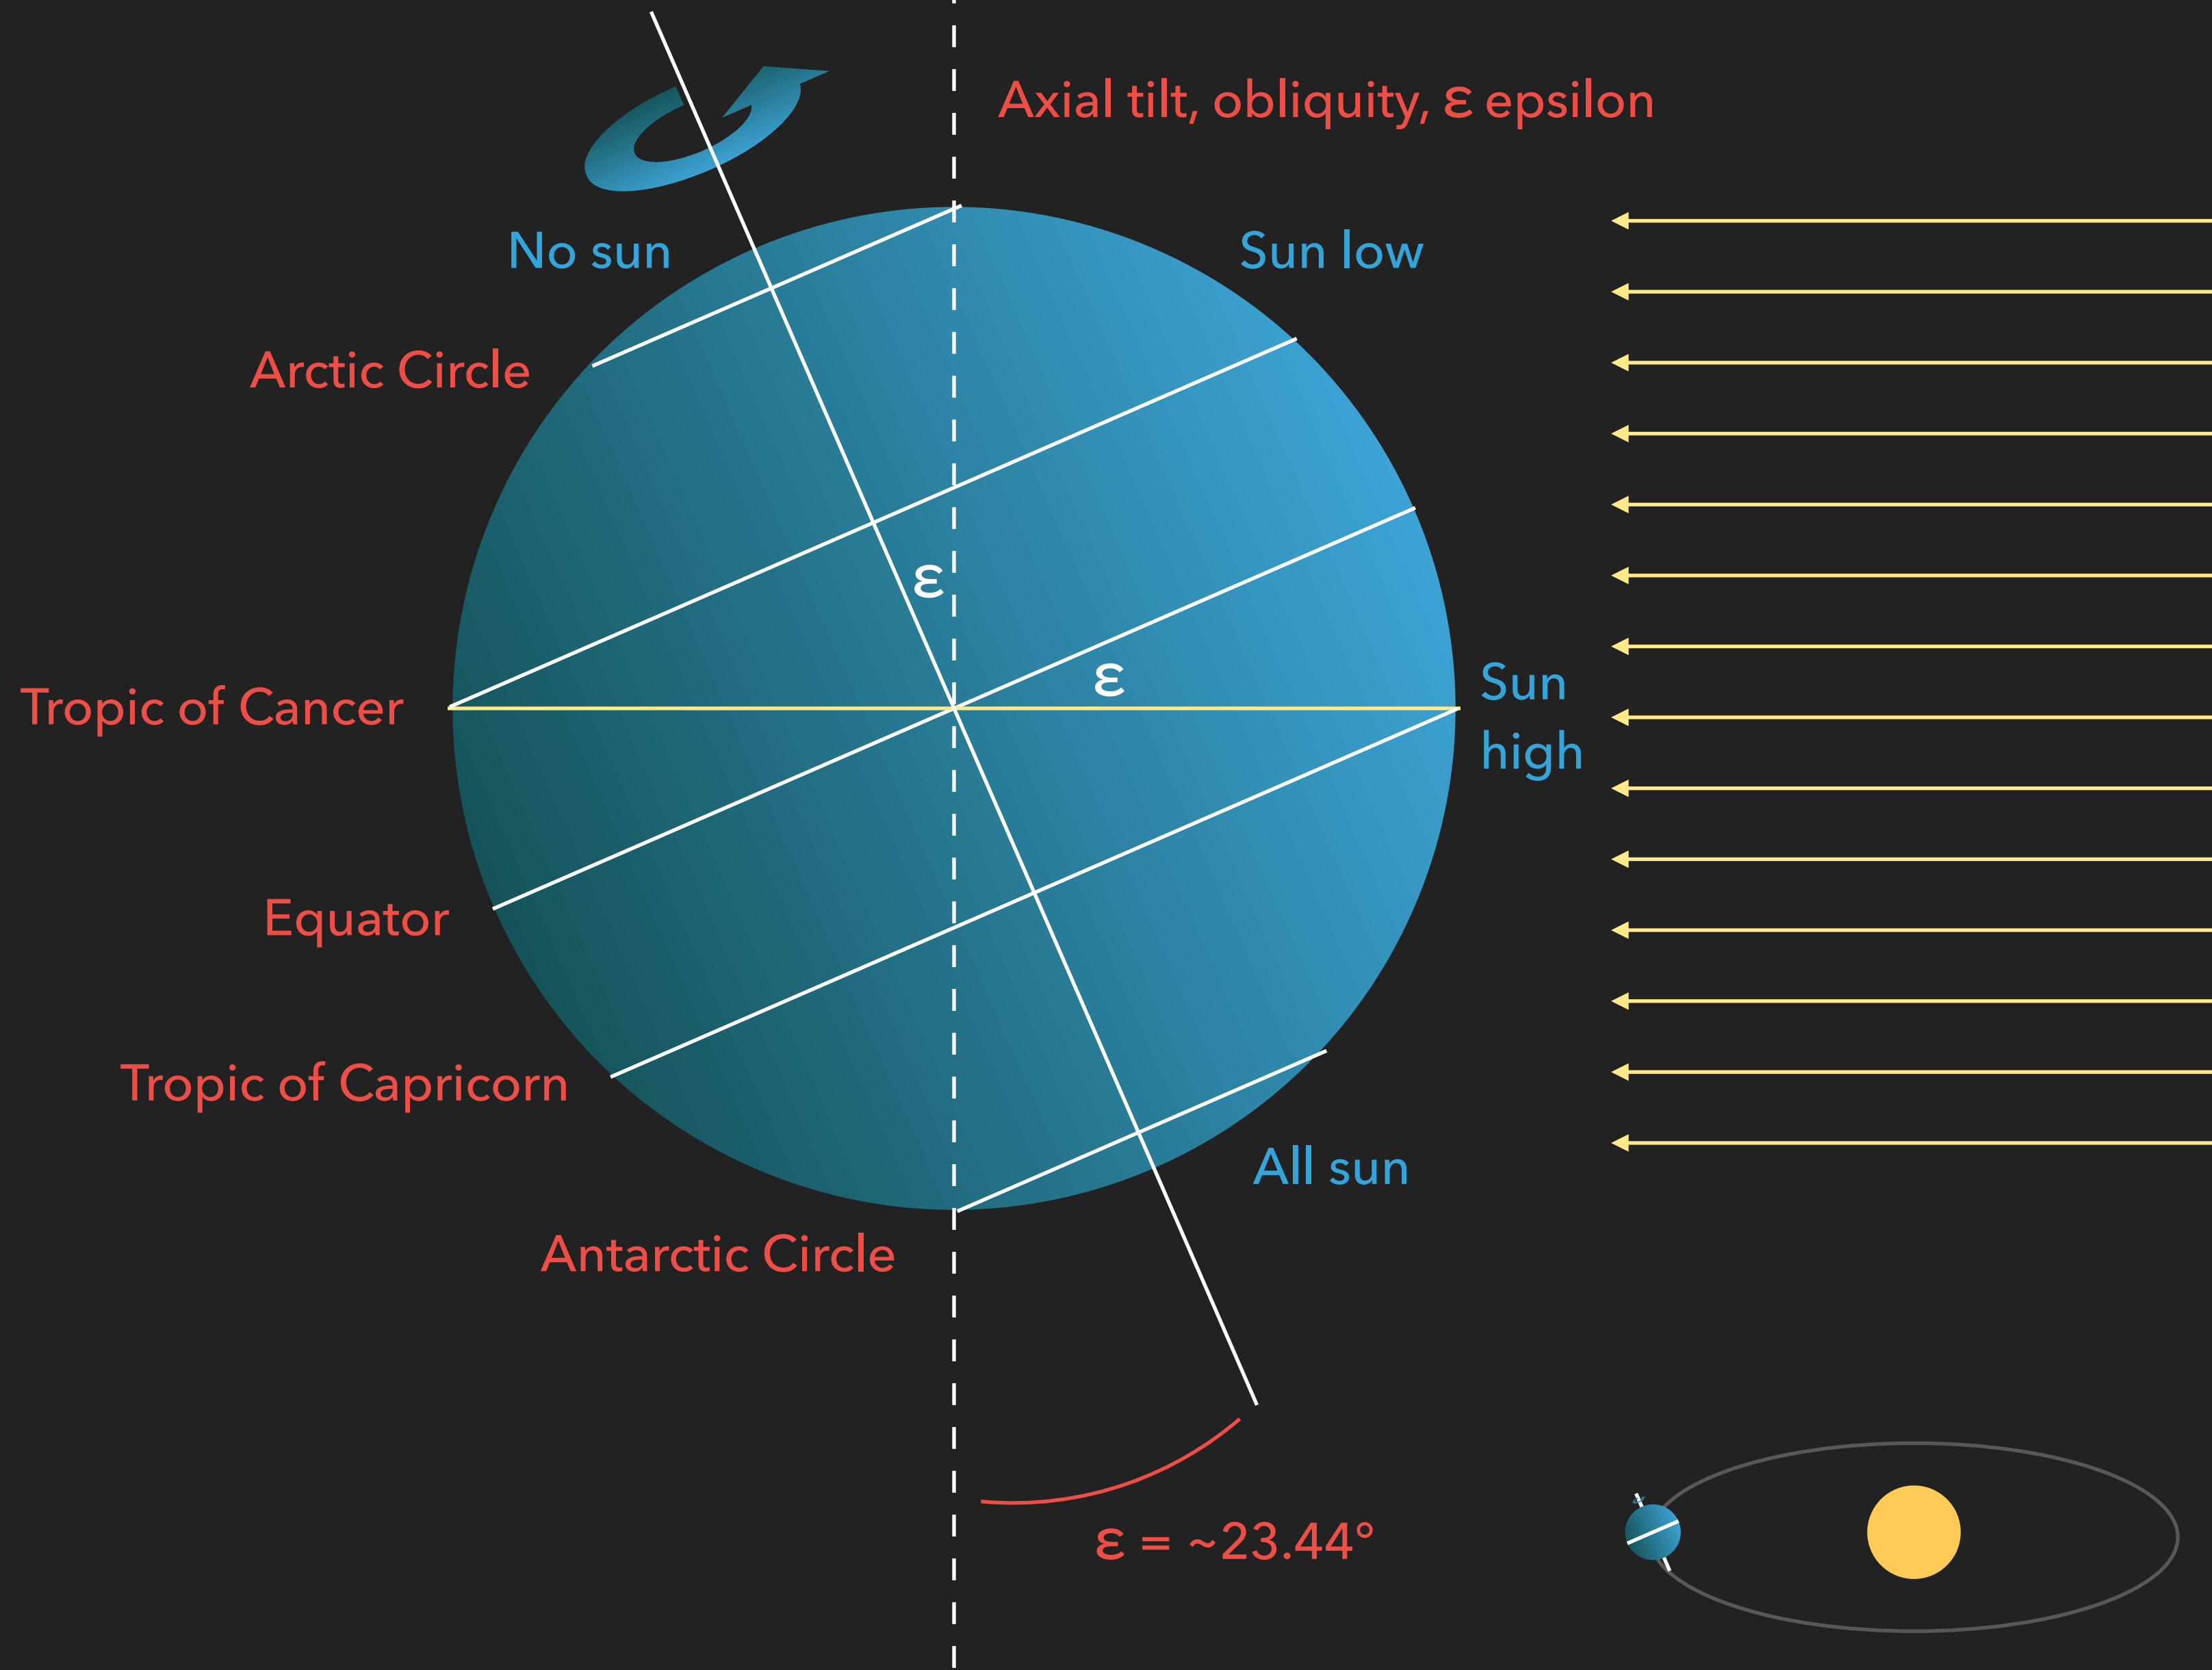 Axial tilt, obliquity, ε epsilon
No sun
Sun low
Arctic Circle
ε
ε
Sun
high
Tropic of Cancer
Equator
Tropic of Capricorn
All sun
Antarctic Circle
ε = ~23.44°